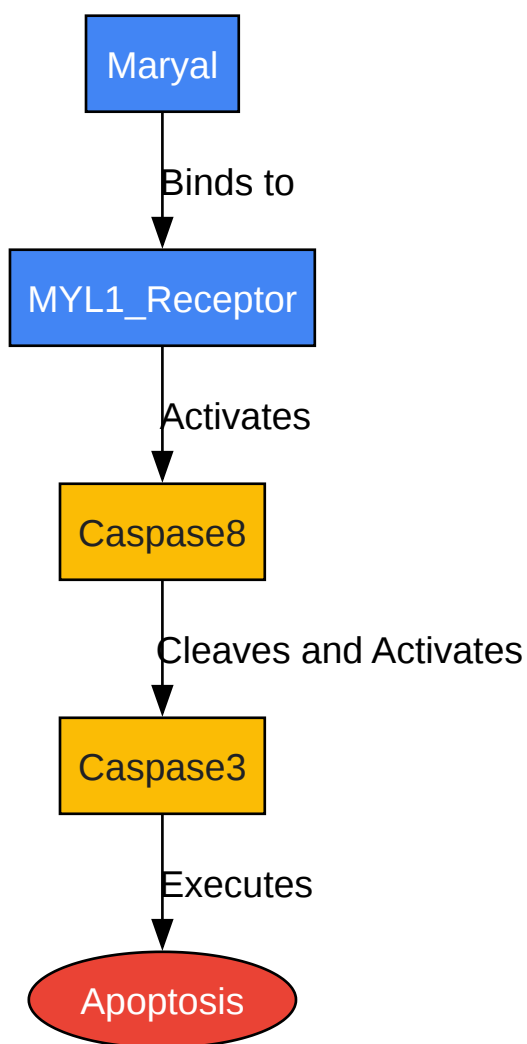 Maryal
Binds to
MYL1_Receptor
Activates
Caspase8
Cleaves and Activates
Caspase3
Executes
Apoptosis